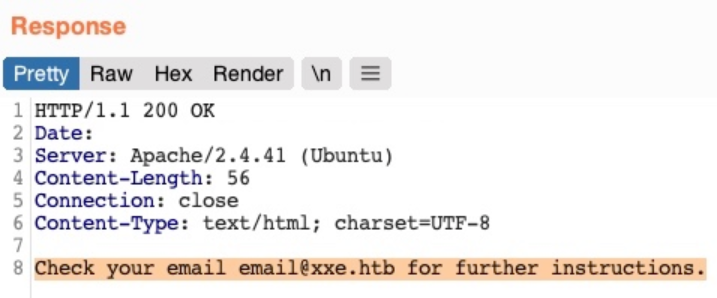 Response
Pretty Raw Hex Render \n
1 HTTP/1.1 200 OK
2 Date:
3 Server: Apache/2.4.41 (Ubuntu)
4 Content-Length: 56
5 Connection: close
6 Content-Type: text/html; charset=UTF-8
7
8 Check your email email@xxe.htb for further instructions.